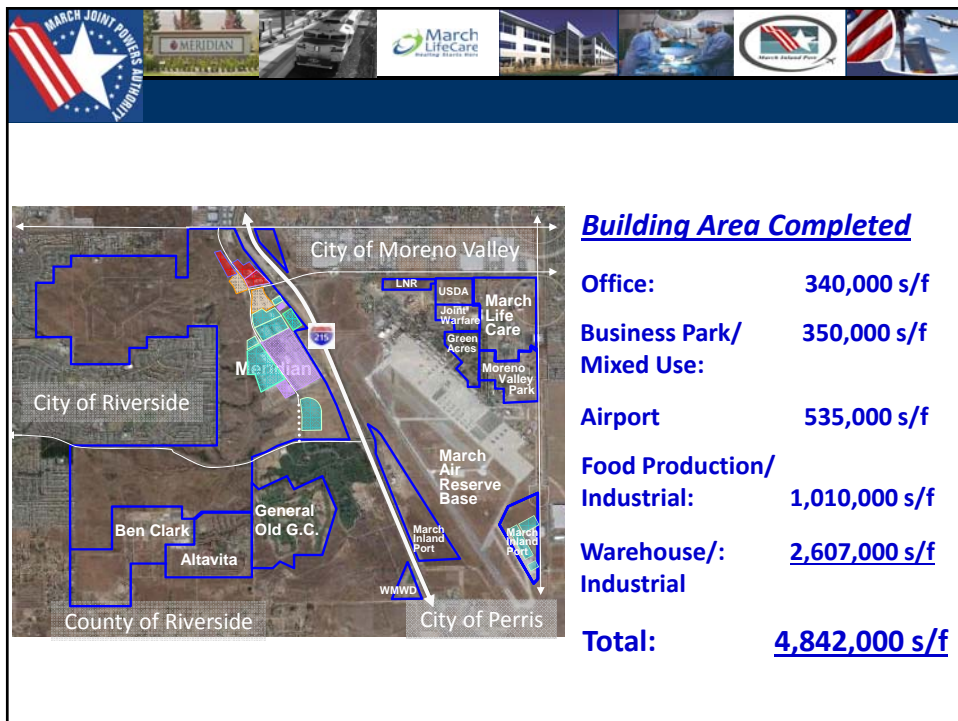 MARCH JOINT POWERS AUTHORITY
MERIDIAN
March
LifeCare
Healing Starts Here
March Inland Port
City of Moreno Valley
LNR
USDA
March
Life
Care
Joint
Warfare
Green
Acres
Moreno
Valley
Park
215
Meridian
City of Riverside
March
Air
Reserve
Base
General
Old G.C.
Ben Clark
Altavita
March
Inland
Port
March
Inland
Port
WMWD
County of Riverside
City of Perris
Building Area Completed
Office: 340,000 s/f
Business Park/ 350,000 s/f
Mixed Use:
Airport 535,000 s/f
Food Production/
Industrial: 1,010,000 s/f
Warehouse/: 2,607,000 s/f
Industrial
Total: 4,842,000 s/f